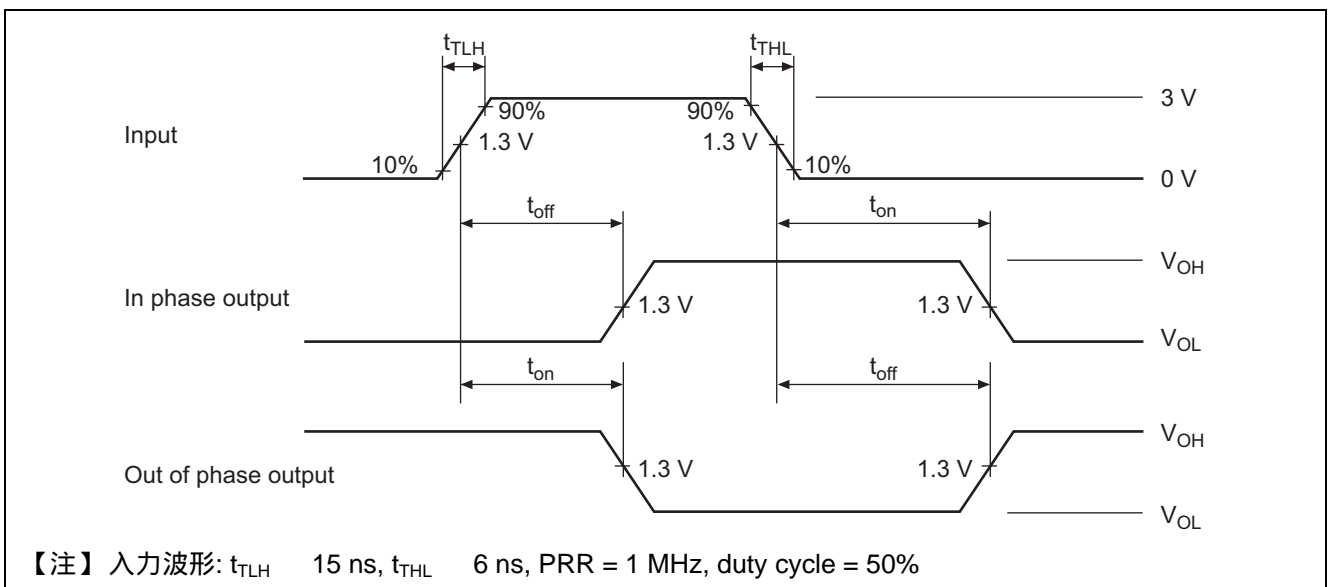 tTLH
tTHL
Input
90%
90%
3 V
1.3 V
1.3 V
10%
10%
0 V
toff
ton
In phase output
VOH
1.3 V
1.3 V
VOL
ton
toff
Out of phase output
VOH
1.3 V
1.3 V
VOL
【注】入力波形: tTLH 15 ns, tTHL 6 ns, PRR = 1 MHz, duty cycle = 50%